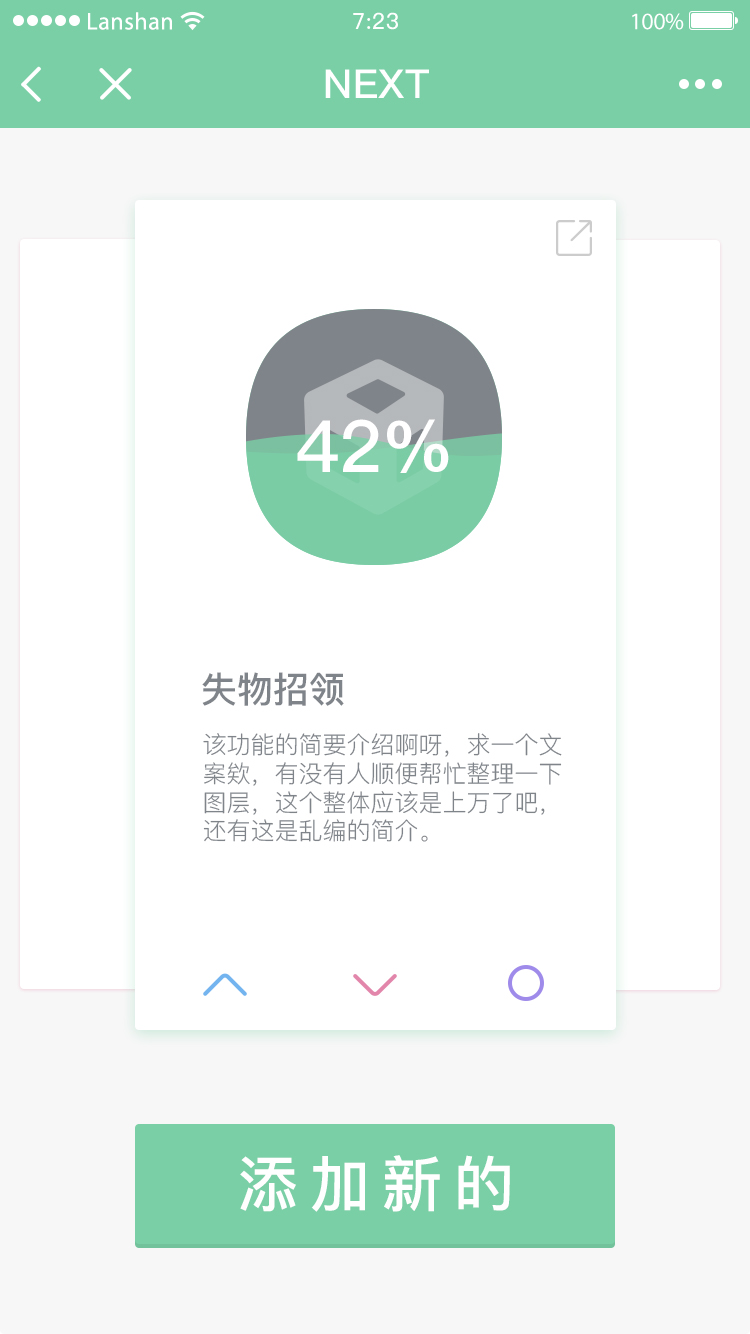 Lanshan 7:23 100%
NEXT
42%
失物招领
该功能的简要介绍啊呀，求一个文
案欸，有没有人顺便帮忙整理一下
图层，这个整体应该是上万了吧，
还有这是乱编的简介。
添加新的